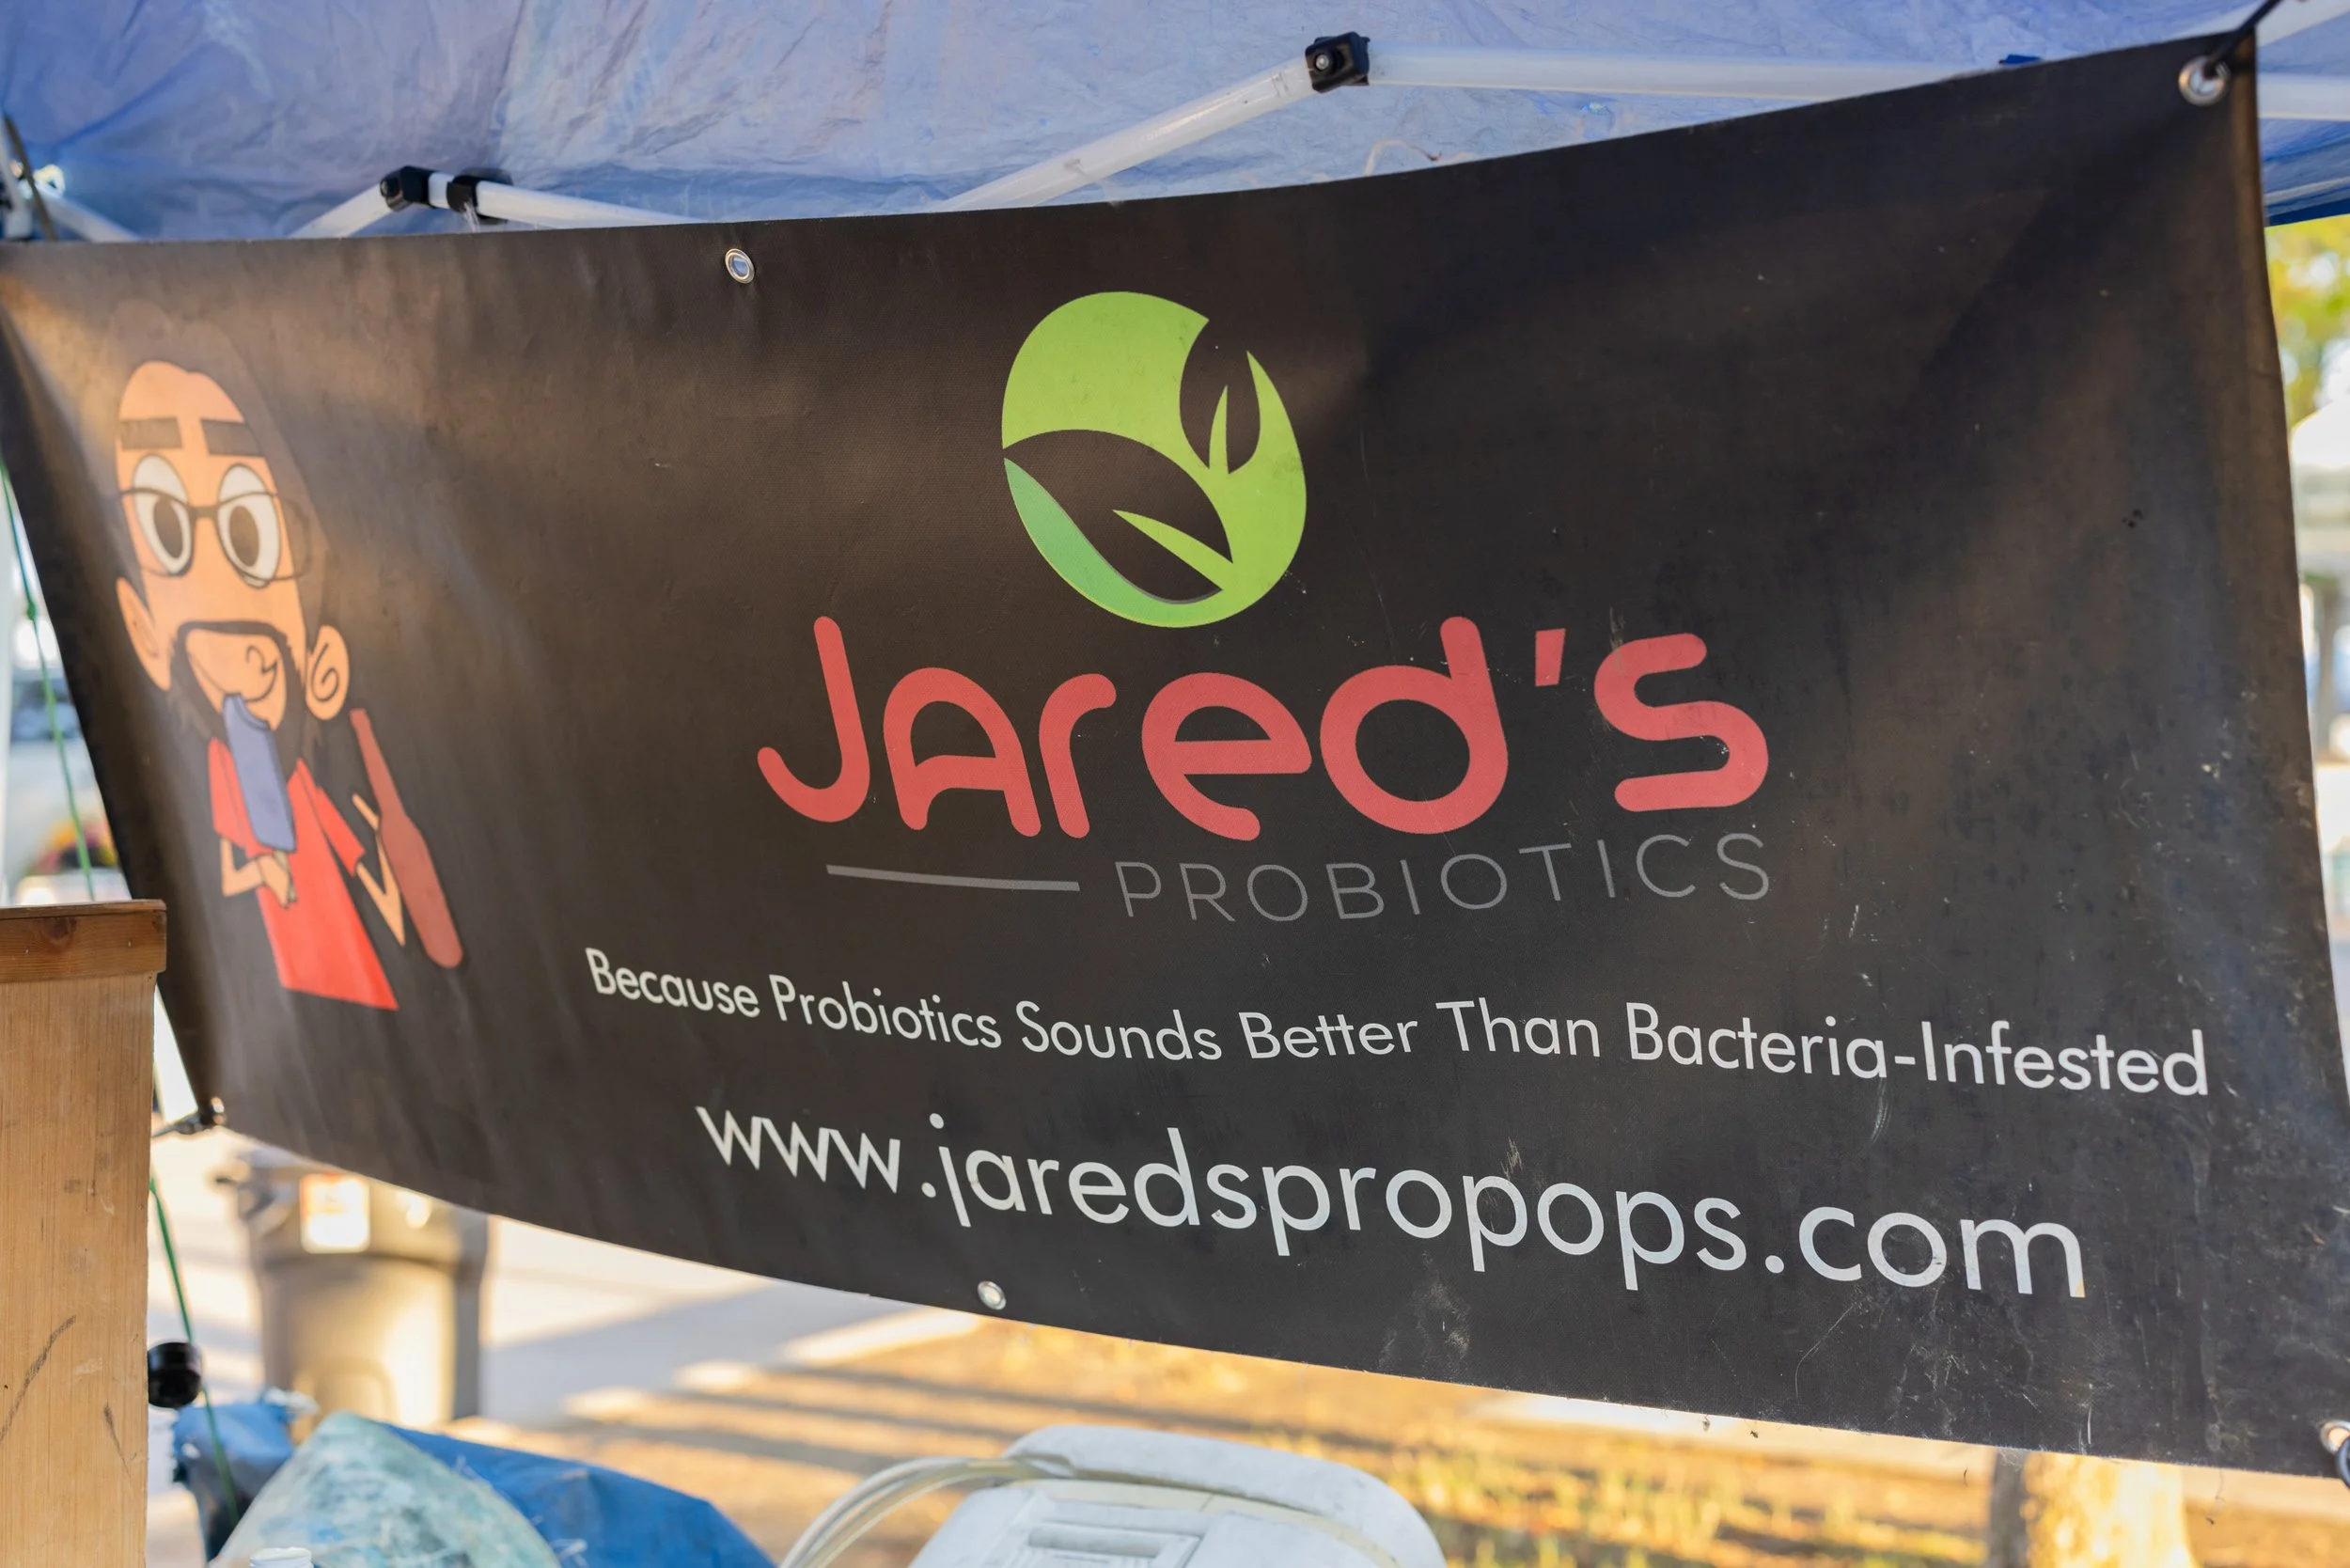 Jared's
PROBIOTICS
Because Probiotics Sounds Better Than Bacteria-Infested
www.jaredspropops.com